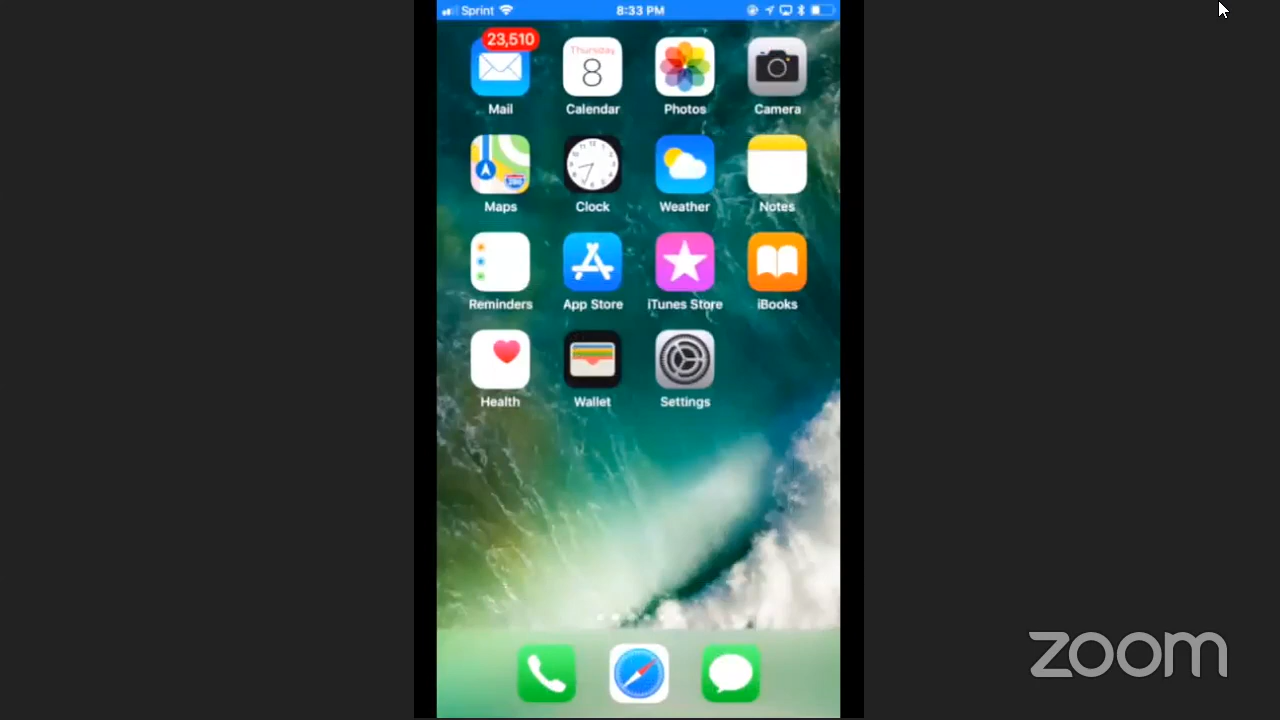 Sprint 8:33 PM
23,510
Thursday
8
Mail Calendar Photos Camera
Maps Clock Weather Notes
Reminders App Store iTunes Store iBooks
Health Wallet Settings
zoom